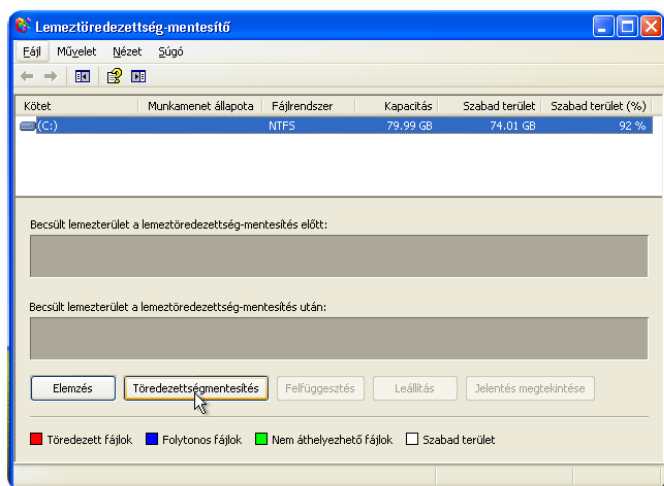 Lemeztöredezettség-mentesítő
Fájl Művelet Nézet Súgó
Kötet Munkamenet állapota Fájlrendszer Kapacitás Szabad terület Szabad terület (%)
(C:) NTFS 79.99 GB 74.01 GB 92 %
Becsült lemezterület a lemeztöredezettség-mentesítés előtt:
Becsült lemezterület a lemeztöredezettség-mentesítés után:
Elemzés Töredezettségmentesítés Felfüggesztés Leállítás Jelentés megtekintése
Töredezett fájlok Folytonos fájlok Nem áthelyezhető fájlok Szabad terület